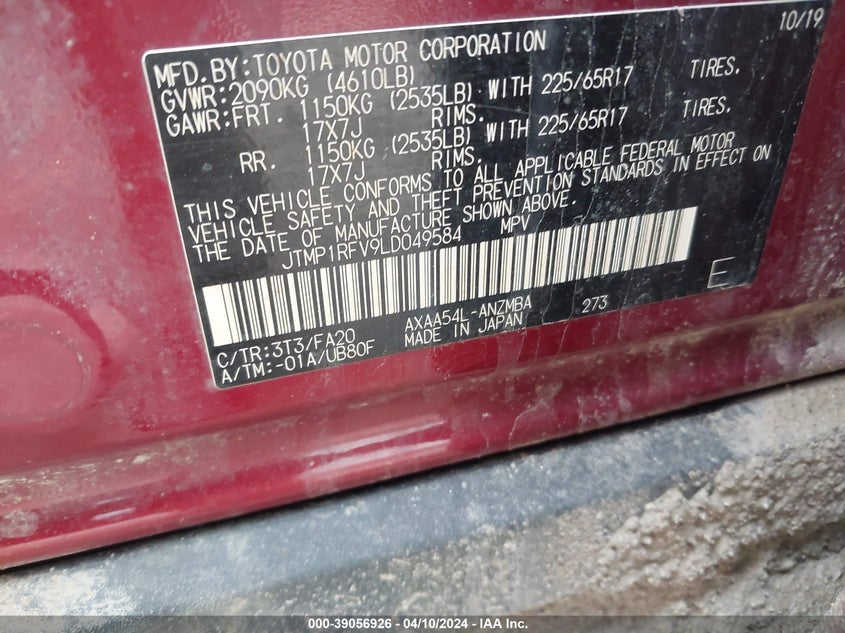 10/19
MFD.BY:TOYOTA MOTOR CORPORATION
GVWR:2090KG (4610LB)
GAWR:FRT. 1150KG (2535LB) WITH 225/65R17 TIRES.
17X7J RIMS.
RR. 1150KG (2535LB) WITH 225/65R17 TIRES.
17X7J RIMS.
THIS VEHICLE CONFORMS TO ALL APPLICABLE FEDERAL MOTOR
VEHICLE SAFETY AND THEFT PREVENTION STANDARDS IN EFFECT ON
THE DATE OF MANUFACTURE SHOWN ABOVE.
JTMP1RFV9LD049584 MPV
E
C/TR:3T3/FA20 AXAA54L-ANZMBA 273
A/TM:-01A/UB80F MADE IN JAPAN
000-39056926 - 04/10/2024 - IAA Inc.